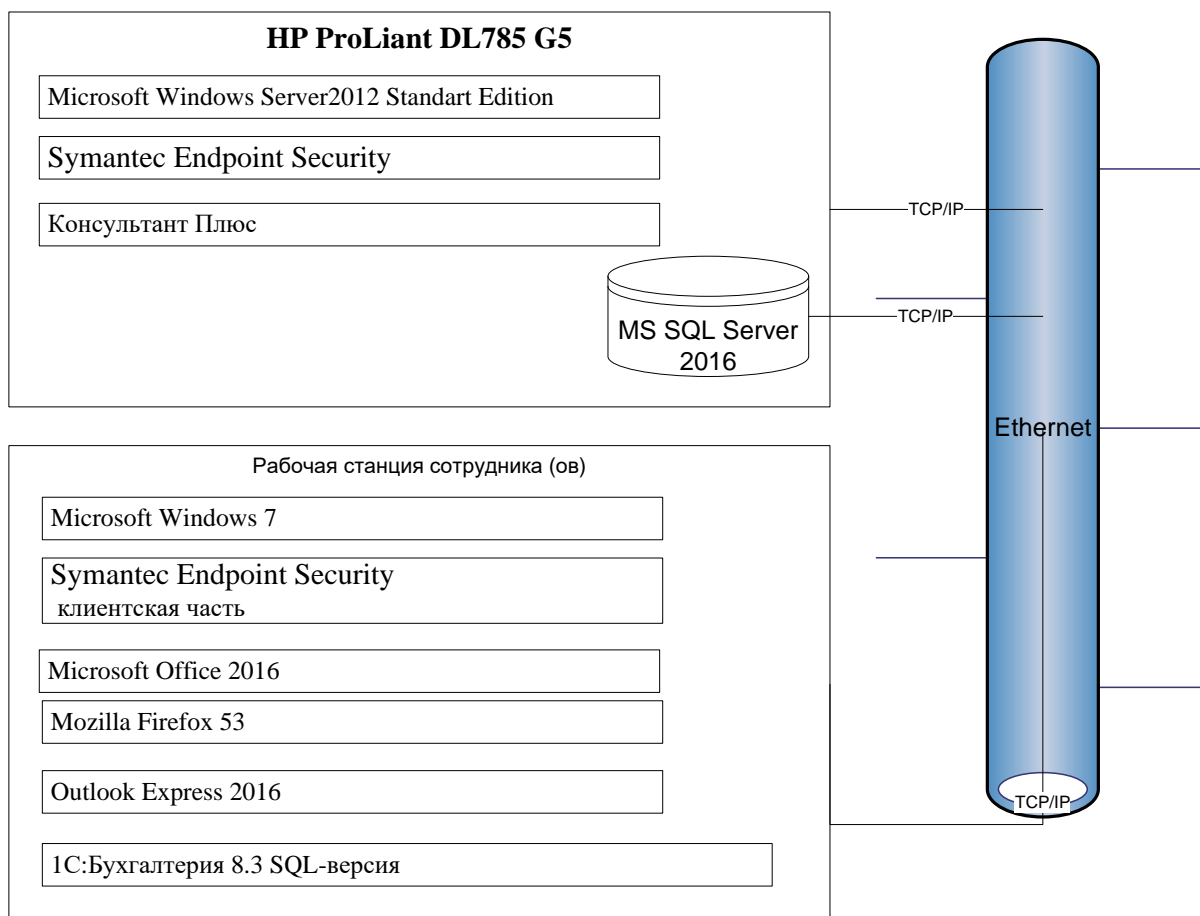 HP ProLiant DL785 G5
Microsoft Windows Server2012 Standart Edition
Symantec Endpoint Security
Консультант Плюс
TCP/IP
MS SQL Server
2016
TCP/IP
Ethernet
Рабочая станция сотрудника (ов)
Microsoft Windows 7
Symantec Endpoint Security
клиентская часть
Microsoft Office 2016
Mozilla Firefox 53
Outlook Express 2016
TCP/IP
1С:Бухгалтерия 8.3 SQL-версия